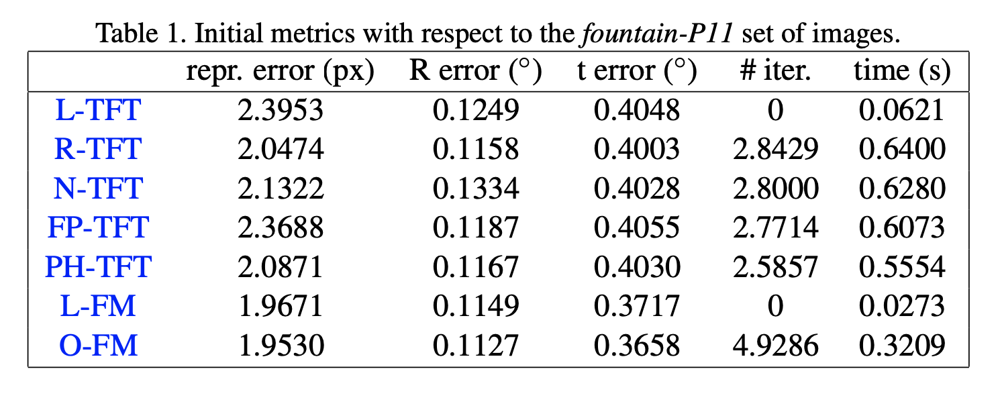 Table 1. Initial metrics with respect to the fountain-P11 set of images.
repr. error (px) R error (°) t error (°) # iter. time (s)
L-TFT 2.3953 0.1249 0.4048 0 0.0621
R-TFT 2.0474 0.1158 0.4003 2.8429 0.6400
N-TFT 2.1322 0.1334 0.4028 2.8000 0.6280
FP-TFT 2.3688 0.1187 0.4055 2.7714 0.6073
PH-TFT 2.0871 0.1167 0.4030 2.5857 0.5554
L-FM 1.9671 0.1149 0.3717 0 0.0273
O-FM 1.9530 0.1127 0.3658 4.9286 0.3209